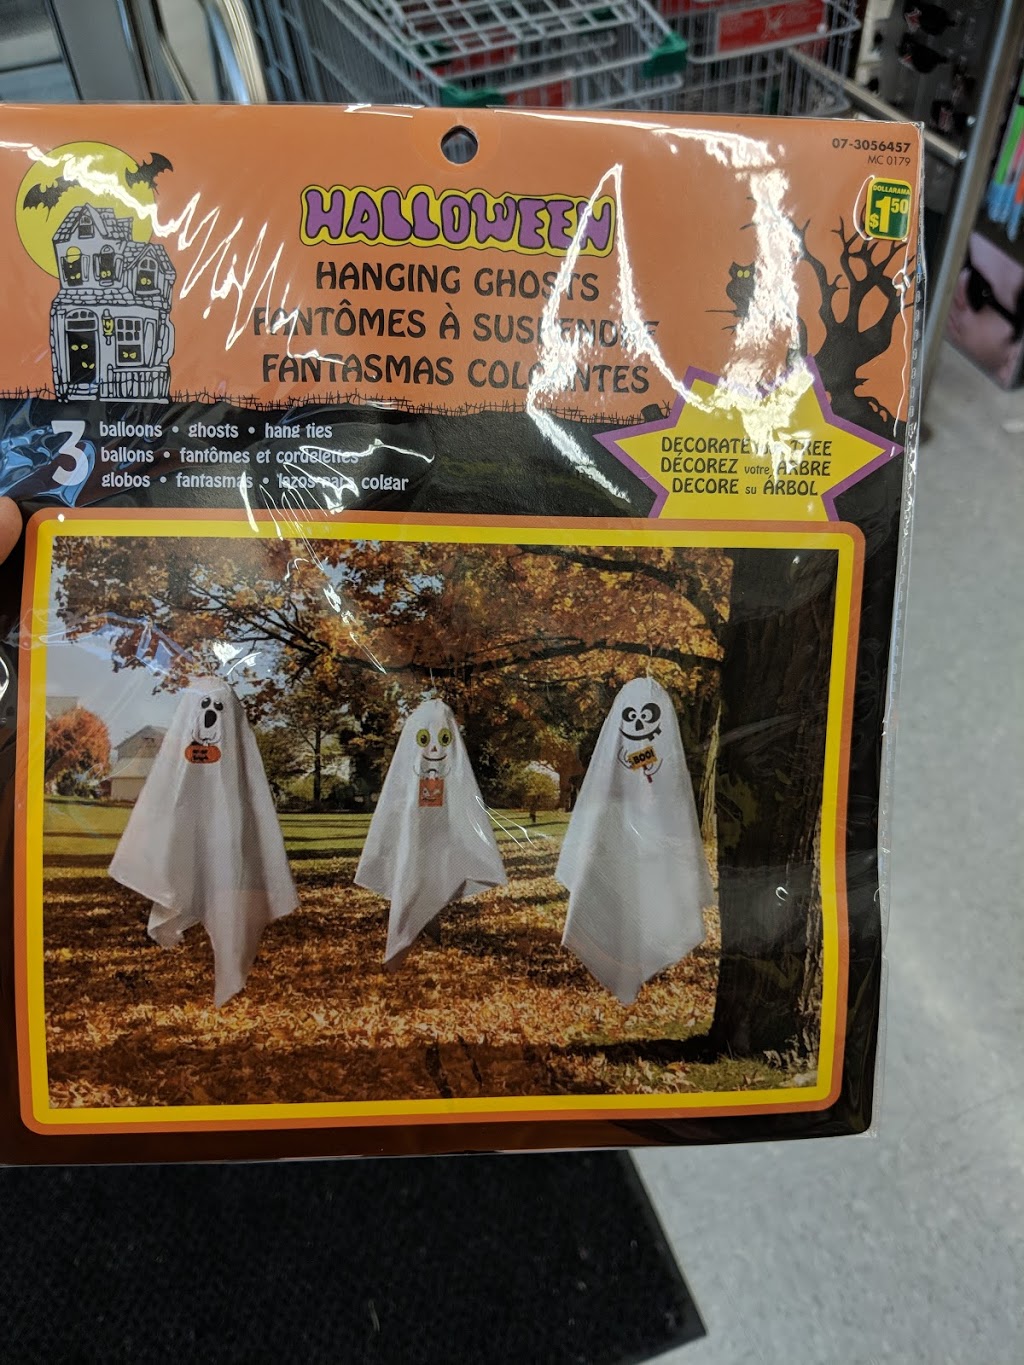 07-3056457
MC 0179
DOLLARAMA
$1.50
HALLOWEEN
HANGING GHOSTS
FANTÔMES À SUSPENDRE
FANTASMAS COLGANTES
3
balloons • ghosts • hang ties
ballons • fantômes et cordelettes
globos • fantasmas • lazos para colgar
DECORATE TREE
DÉCOREZ votre ARBRE
DECORE su ÁRBOL
BOO!